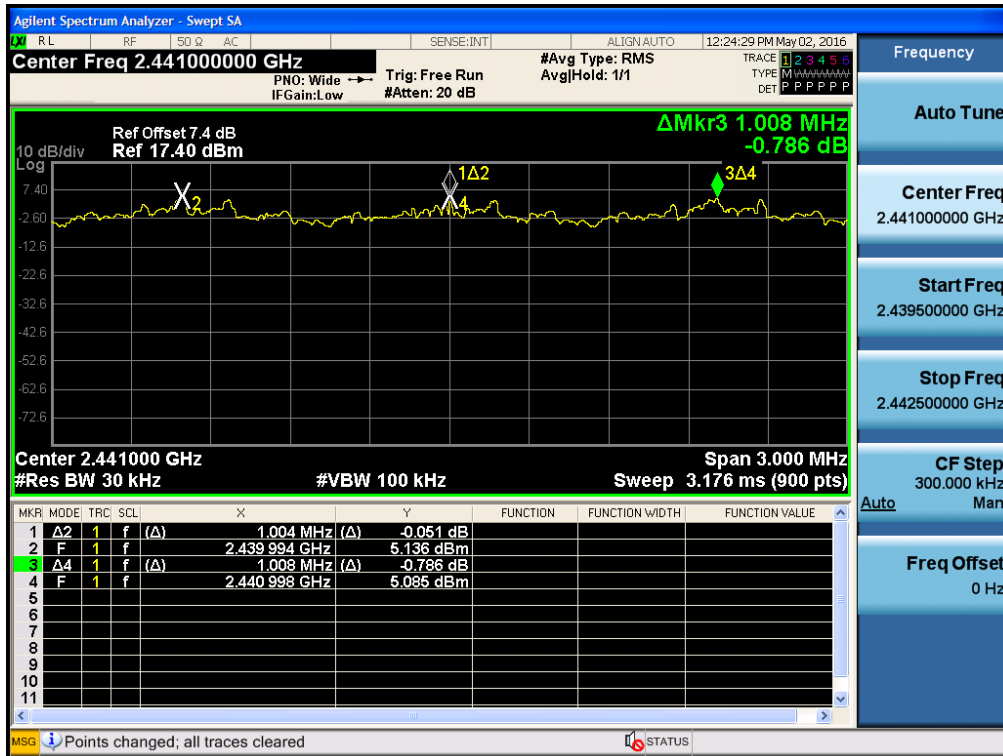 Agilent Spectrum Analyzer - Swept SA
LXI RL RF 50 Ω AC SENSE:INT ALIGN AUTO 12:24:29 PM May 02, 2016
Center Freq 2.441000000 GHz #Avg Type: RMS TRACE 1 2 3 4 5 6
PNO: Wide Trig: Free Run Avg|Hold: 1/1 TYPE MWWWWW
IFGain:Low #Atten: 20 dB DET P P P P P P
ΔMkr3 1.008 MHz
-0.786 dB
Ref Offset 7.4 dB
10 dB/div Ref 17.40 dBm
Log
1Δ2
3Δ4
7.40
2
4
-2.60
-12.6
-22.6
-32.6
-42.6
-52.6
-62.6
-72.6
Center 2.441000 GHz Span 3.000 MHz
#Res BW 30 kHz #VBW 100 kHz Sweep 3.176 ms (900 pts)
MKR MODE TRC SCL X Y FUNCTION FUNCTION WIDTH FUNCTION VALUE
1 Δ2 1 f (Δ) 1.004 MHz (Δ) -0.051 dB
2 F 1 f 2.439 994 GHz 5.136 dBm
3 Δ4 1 f (Δ) 1.008 MHz (Δ) -0.786 dB
4 F 1 f 2.440 998 GHz 5.085 dBm
5
6
7
8
9
10
11
MSG Points changed; all traces cleared STATUS
Frequency
Auto Tune
Center Freq
2.441000000 GHz
Start Freq
2.439500000 GHz
Stop Freq
2.442500000 GHz
CF Step
300.000 kHz
Auto Man
Freq Offset
0 Hz